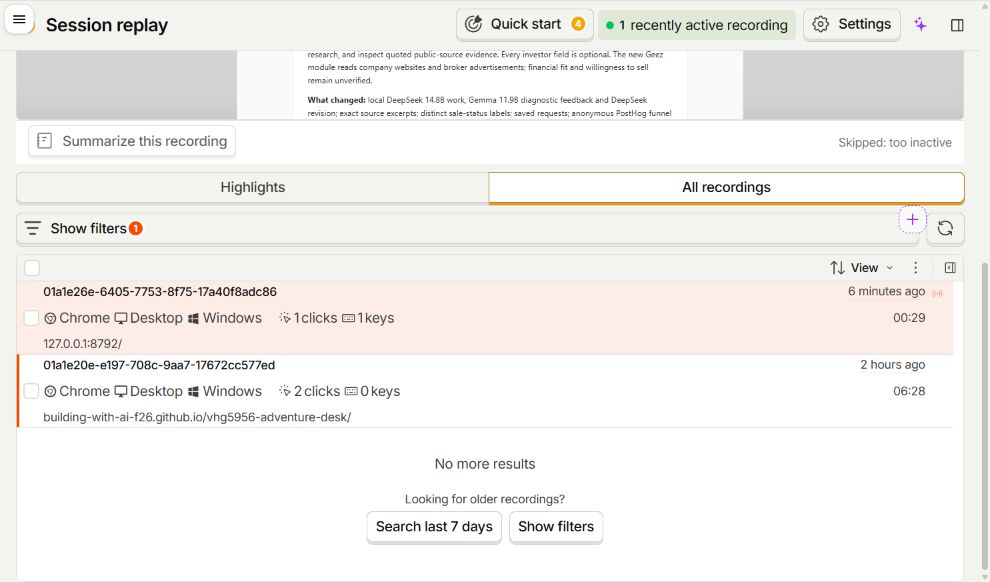 Session replay
Quick start 4
1 recently active recording
Settings
research, and inspect quoted public-source evidence. Every investor field is optional. The new Geez
module reads company websites and broker advertisements; financial fit and willingness to sell
remain unverified.
What changed: local DeepSeek 14.8B work, Gemma 11.9B diagnostic feedback and DeepSeek
revision; exact source excerpts; distinct sale-status labels; saved requests; anonymous PostHog funnel
Summarize this recording
Skipped: too inactive
Highlights
All recordings
Show filters 1
View
01a1e26e-6405-7753-8f75-17a40f8adc86
6 minutes ago
Chrome Desktop Windows 1 clicks 1 keys
00:29
127.0.0.1:8792/
01a1e20e-e197-708c-9aa7-17672cc577ed
2 hours ago
Chrome Desktop Windows 2 clicks 0 keys
06:28
building-with-ai-f26.github.io/vhg5956-adventure-desk/
No more results
Looking for older recordings?
Search last 7 days
Show filters